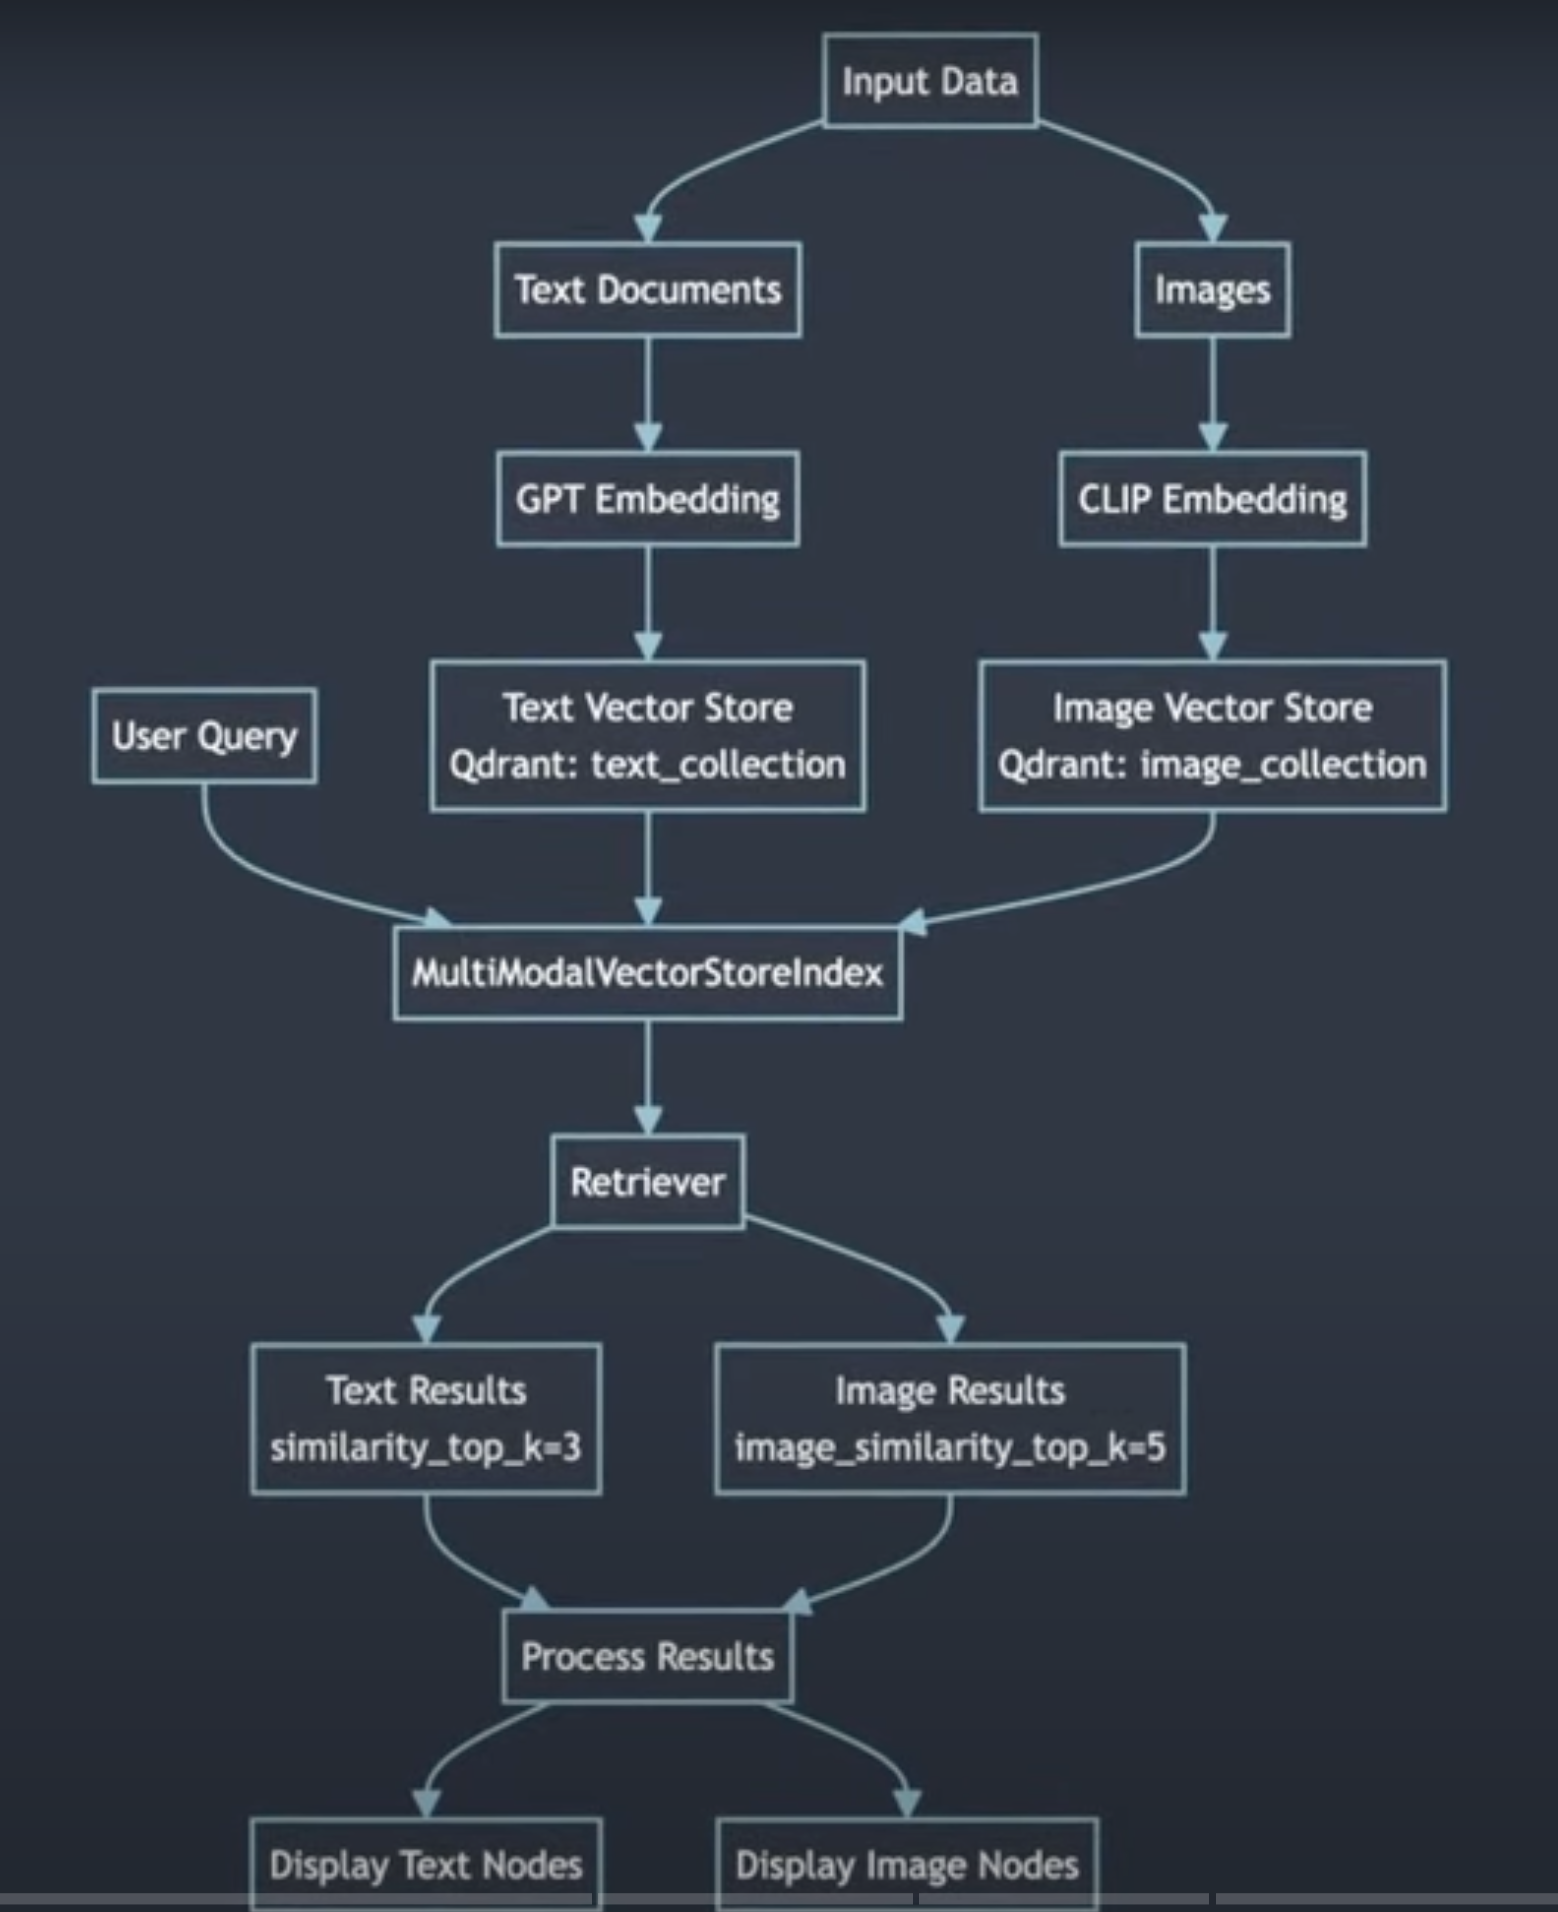 Input Data
Text Documents
Images
GPT Embedding
CLIP Embedding
User Query
Text Vector Store
Qdrant: text_collection
Image Vector Store
Qdrant: image_collection
MultiModalVectorStoreIndex
Retriever
Text Results
similarity_top_k=3
Image Results
image_similarity_top_k=5
Process Results
Display Text Nodes
Display Image Nodes